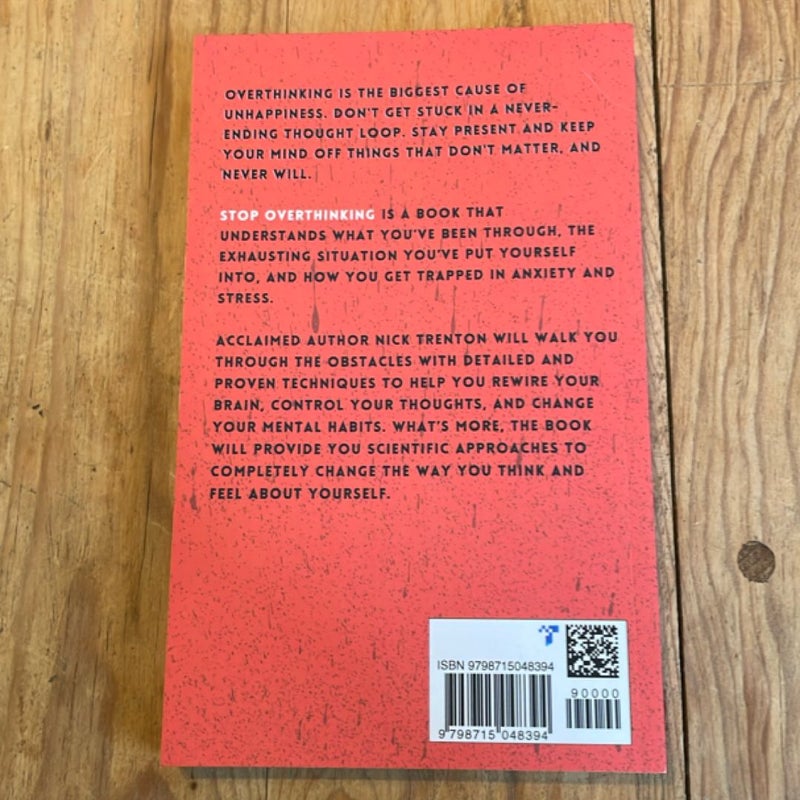 OVERTHINKING IS THE BIGGEST CAUSE OF
UNHAPPINESS. DON'T GET STUCK IN A NEVER-
ENDING THOUGHT LOOP. STAY PRESENT AND KEEP
YOUR MIND OFF THINGS THAT DON'T MATTER, AND
NEVER WILL.
STOP OVERTHINKING IS A BOOK THAT
UNDERSTANDS WHAT YOU'VE BEEN THROUGH, THE
EXHAUSTING SITUATION YOU'VE PUT YOURSELF
INTO, AND HOW YOU GET TRAPPED IN ANXIETY AND
STRESS.
ACCLAIMED AUTHOR NICK TRENTON WILL WALK YOU
THROUGH THE OBSTACLES WITH DETAILED AND
PROVEN TECHNIQUES TO HELP YOU REWIRE YOUR
BRAIN, CONTROL YOUR THOUGHTS, AND CHANGE
YOUR MENTAL HABITS. WHAT'S MORE, THE BOOK
WILL PROVIDE YOU SCIENTIFIC APPROACHES TO
COMPLETELY CHANGE THE WAY YOU THINK AND
FEEL ABOUT YOURSELF.
ISBN 9798715048394
90000
9 798715 048394